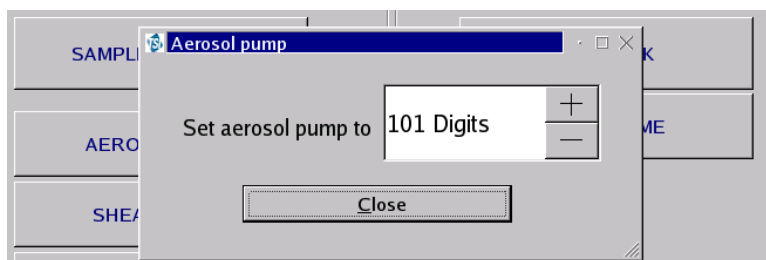 Aerosol pump
SAMPL
K
Set aerosol pump to 101 Digits
+
−
AERO
ME
SHEA
Close